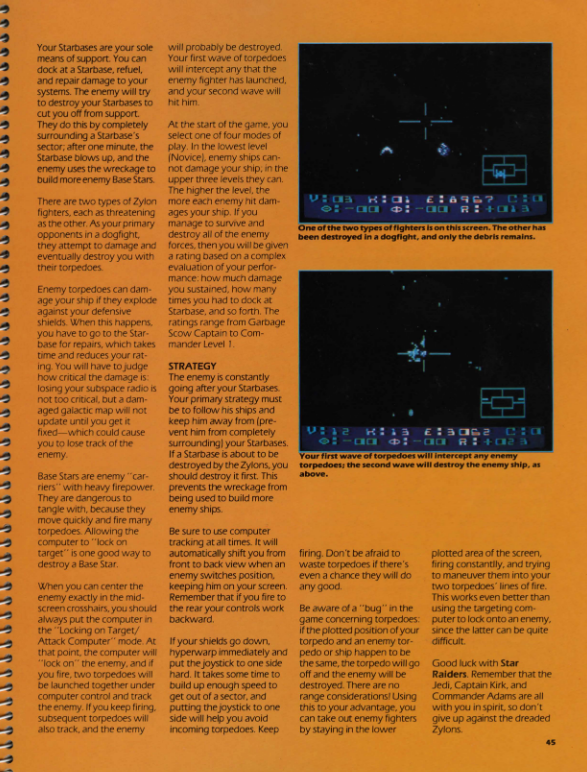 Your Starbases are your sole
means of support. You can
dock at a Starbase, refuel,
and repair damage to your
systems. The enemy will try
to destroy your Starbases to
cut you off from support.
They do this by completely
surrounding a Starbase's
sector; after one minute, the
Starbase blows up, and the
enemy uses the wreckage to
build more enemy Base Stars.
There are two types of Zylon
fighters, each as threatening
as the other. As your primary
opponents in a dogfight,
they attempt to damage and
eventually destroy you with
their torpedoes.
Enemy torpedoes can dam-
age your ship if they explode
against your defensive
shields. When this happens,
you have to go to the Star-
base for repairs, which takes
time and reduces your rat-
ing. You will have to judge
how critical the damage is:
losing your subspace radio is
not too critical, but a dam-
aged galactic map will not
update until you get it
fixed—which could cause
you to lose track of the
enemy.
Base Stars are enemy "car-
riers" with heavy firepower.
They are dangerous to
tangle with, because they
move quickly and fire many
torpedoes. Allowing the
computer to "lock on
target" is one good way to
destroy a Base Star.
When you can center the
enemy exactly in the mid-
screen crosshairs, you should
always put the computer in
the "Locking on Target/
Attack Computer" mode. At
that point, the computer will
"lock on" the enemy, and if
you fire, two torpedoes will
be launched together under
computer control and track
the enemy. If you keep firing,
subsequent torpedoes will
also track, and the enemy
will probably be destroyed.
Your first wave of torpedoes
will intercept any that the
enemy fighter has launched,
and your second wave will
hit him.
At the start of the game, you
select one of four modes of
play. In the lowest level
(Novice), enemy ships can-
not damage your ship; in the
upper three levels they can.
The higher the level, the
more each enemy hit dam-
ages your ship. If you
manage to survive and
destroy all of the enemy
forces, then you will be given
a rating based on a complex
evaluation of your perfor-
mance: how much damage
you sustained, how many
times you had to dock at
Starbase, and so forth. The
ratings range from Garbage
Scow Captain to Com-
mander Level 1.
STRATEGY
The enemy is constantly
going after your Starbases.
Your primary strategy must
be to follow his ships and
keep him away from (pre-
vent him from completely
surrounding) your Starbases.
If a Starbase is about to be
destroyed by the Zylons, you
should destroy it first. This
prevents the wreckage from
being used to build more
enemy ships.
Be sure to use computer
tracking at all times. It will
automatically shift you from
front to back view when an
enemy switches position,
keeping him on your screen.
Remember that if you fire to
the rear your controls work
backward.
If your shields go down,
hyperwarp immediately and
put the joystick to one side
hard. It takes some time to
build up enough speed to
get out of a sector, and
putting the joystick to one
side will help you avoid
incoming torpedoes. Keep
V:03 K:01 E:8967 C:0
Θ:-00 Φ:-00 R:+013
One of the two types of fighters is on this screen. The other has
been destroyed in a dogfight, and only the debris remains.
V:12 K:13 E:3062 C:0
Θ:-00 Φ:-00 R:+023
Your first wave of torpedoes will intercept any enemy
torpedoes; the second wave will destroy the enemy ship, as
above.
firing. Don't be afraid to
waste torpedoes if there's
even a chance they will do
any good.
Be aware of a "bug" in the
game concerning torpedoes:
if the plotted position of your
torpedo and an enemy tor-
pedo or ship happen to be
the same, the torpedo will go
off and the enemy will be
destroyed. There are no
range considerations! Using
this to your advantage, you
can take out enemy fighters
by staying in the lower
plotted area of the screen,
firing constantlly, and trying
to maneuver them into your
two torpedoes' lines of fire.
This works even better than
using the targeting com-
puter to lock onto an enemy,
since the latter can be quite
difficult.
Good luck with Star
Raiders. Remember that the
Jedi, Captain Kirk, and
Commander Adams are all
with you in spirit, so don't
give up against the dreaded
Zylons.
45